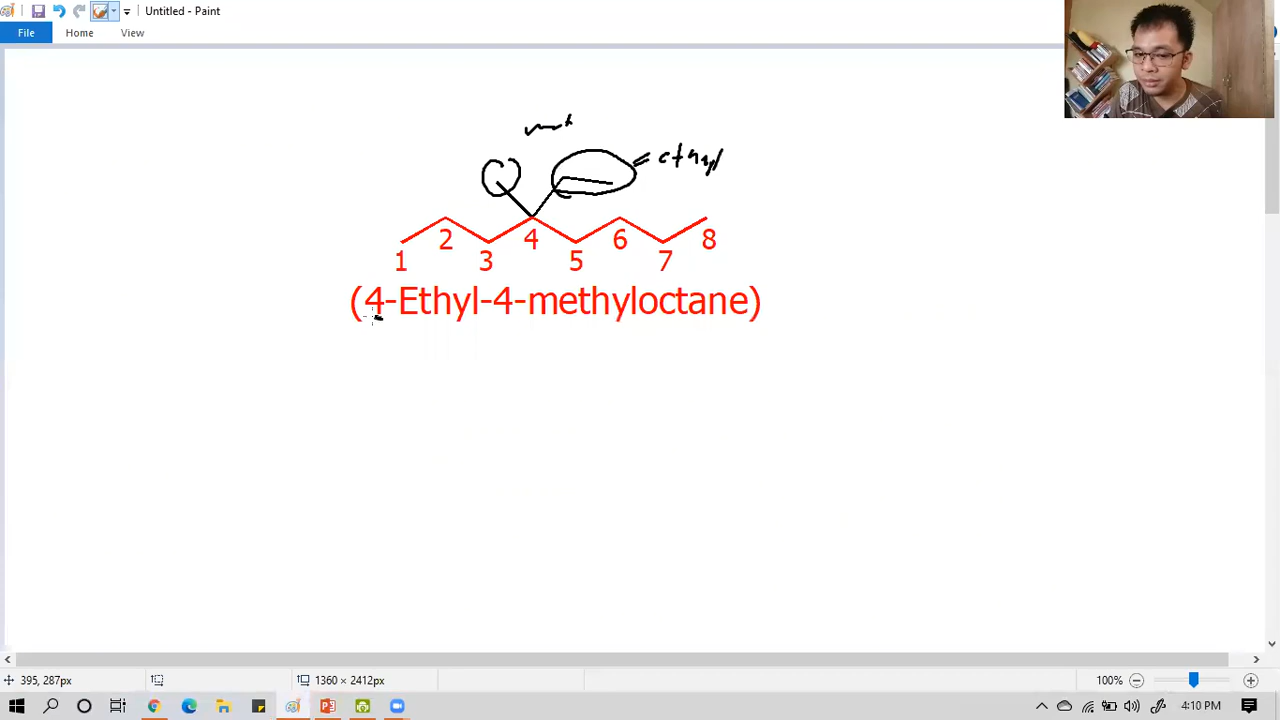 Untitled - Paint
File Home View
met
ethyl
1 2 3 4 5 6 7 8
(4-Ethyl-4-methyloctane)
395, 287px
1360 × 2412px
100%
4:10 PM